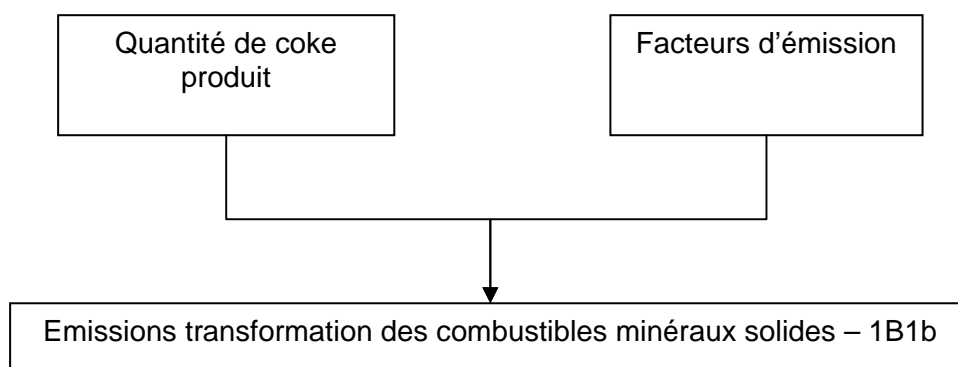 Quantité de coke
produit
Facteurs d'émission
Emissions transformation des combustibles minéraux solides – 1B1b